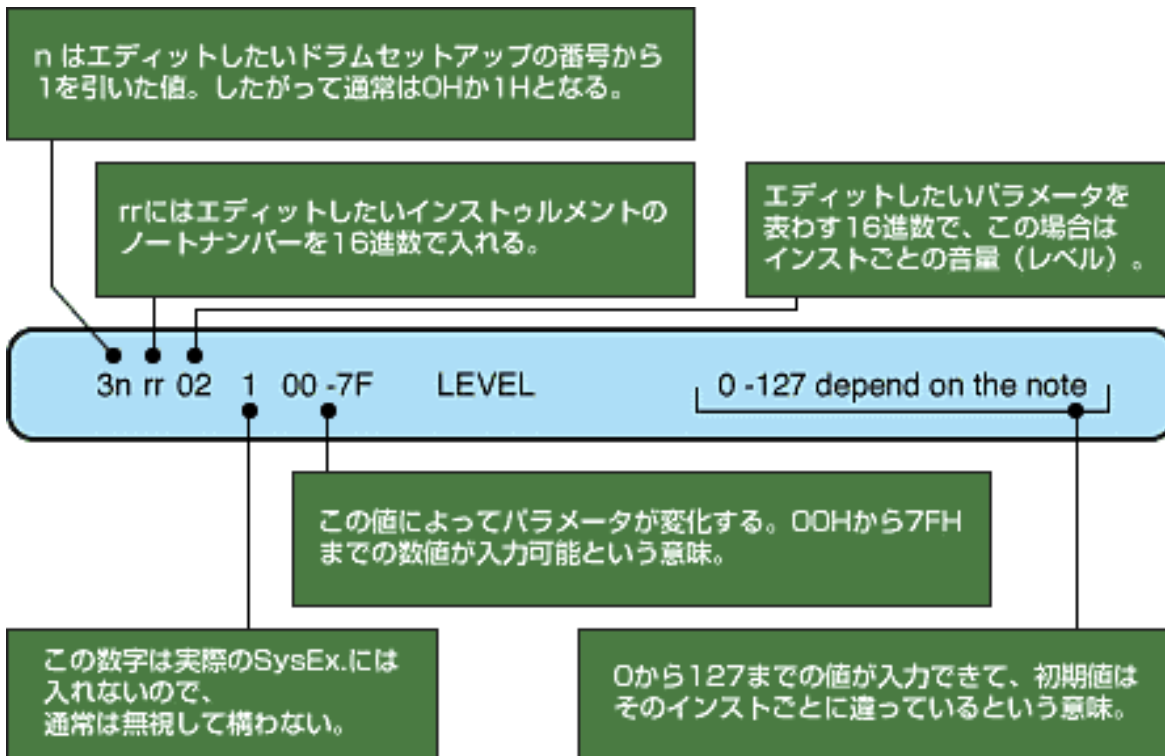 n はエディットしたいドラムセットアップの番号から
1を引いた値。したがって通常は0Hか1Hとなる。
rrにはエディットしたいインストゥルメントの
ノートナンバーを16進数で入れる。
エディットしたいパラメータを
表わす16進数で、この場合は
インストごとの音量（レベル）。
3n rr 02 1 00 -7F LEVEL 0 -127 depend on the note
この値によってパラメータが変化する。00Hから7FH
までの数値が入力可能という意味。
この数字は実際のSysEx.には
入れないので、
通常は無視して構わない。
0から127までの値が入力できて、初期値は
そのインストごとに違っているという意味。